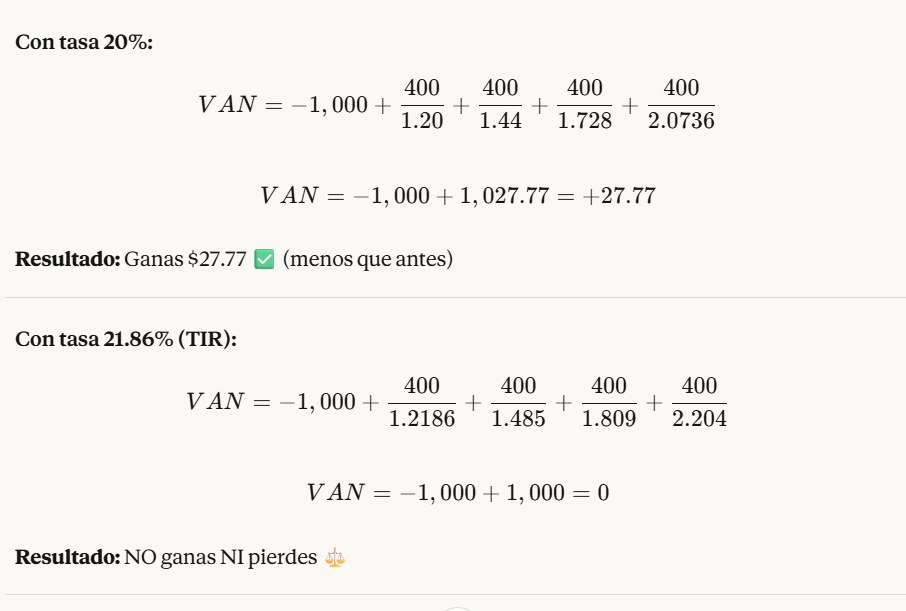 Con tasa 20%:
VAN = −1,000 + 400/1.20 + 400/1.44 + 400/1.728 + 400/2.0736
VAN = −1,000 + 1,027.77 = +27.77
Resultado: Ganas $27.77 ✅ (menos que antes)
Con tasa 21.86% (TIR):
VAN = −1,000 + 400/1.2186 + 400/1.485 + 400/1.809 + 400/2.204
VAN = −1,000 + 1,000 = 0
Resultado: NO ganas NI pierdes ⚖️